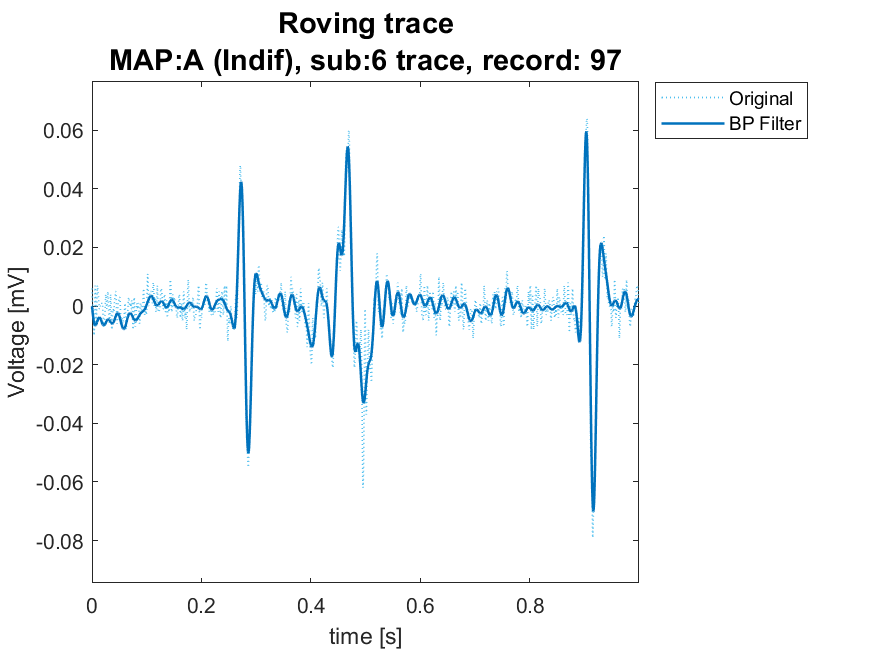 Roving trace
MAP:A (Indif), sub:6 trace, record: 97
Original
BP Filter
0.06
0.04
0.02
0
-0.02
-0.04
-0.06
-0.08
Voltage [mV]
0
0.2
0.4
0.6
0.8
time [s]